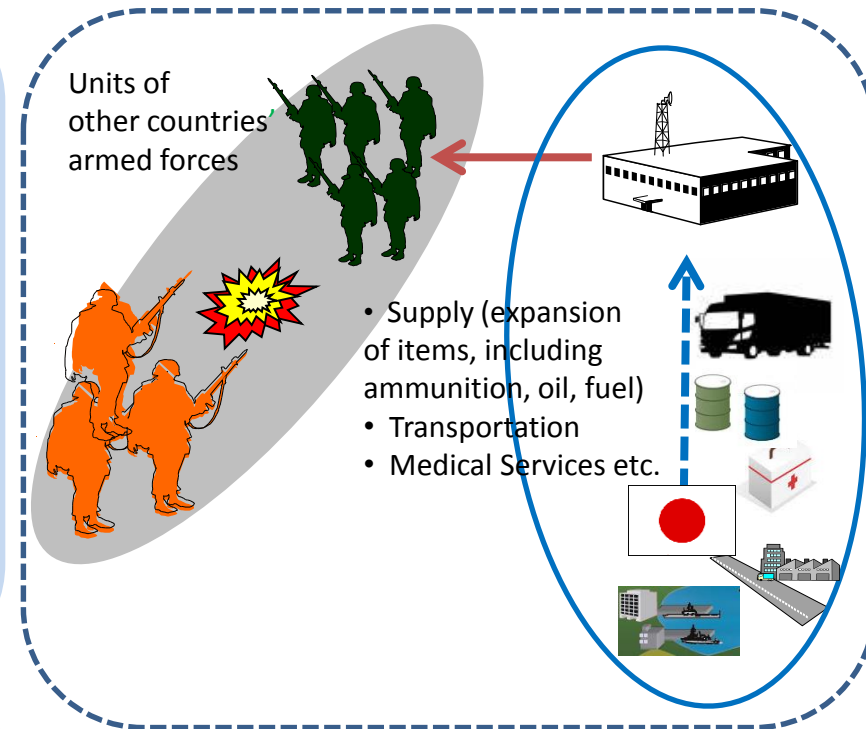 Units of
other countries’
armed forces
• Supply (expansion
of items, including
ammunition, oil, fuel)
• Transportation
• Medical Services etc.